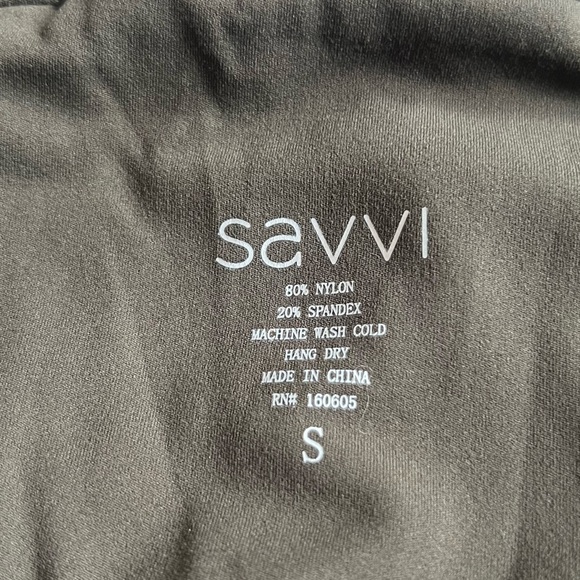 savvi
80% NYLON
20% SPANDEX
MACHINE WASH COLD
HANG DRY
MADE IN CHINA
RN# 160605
S